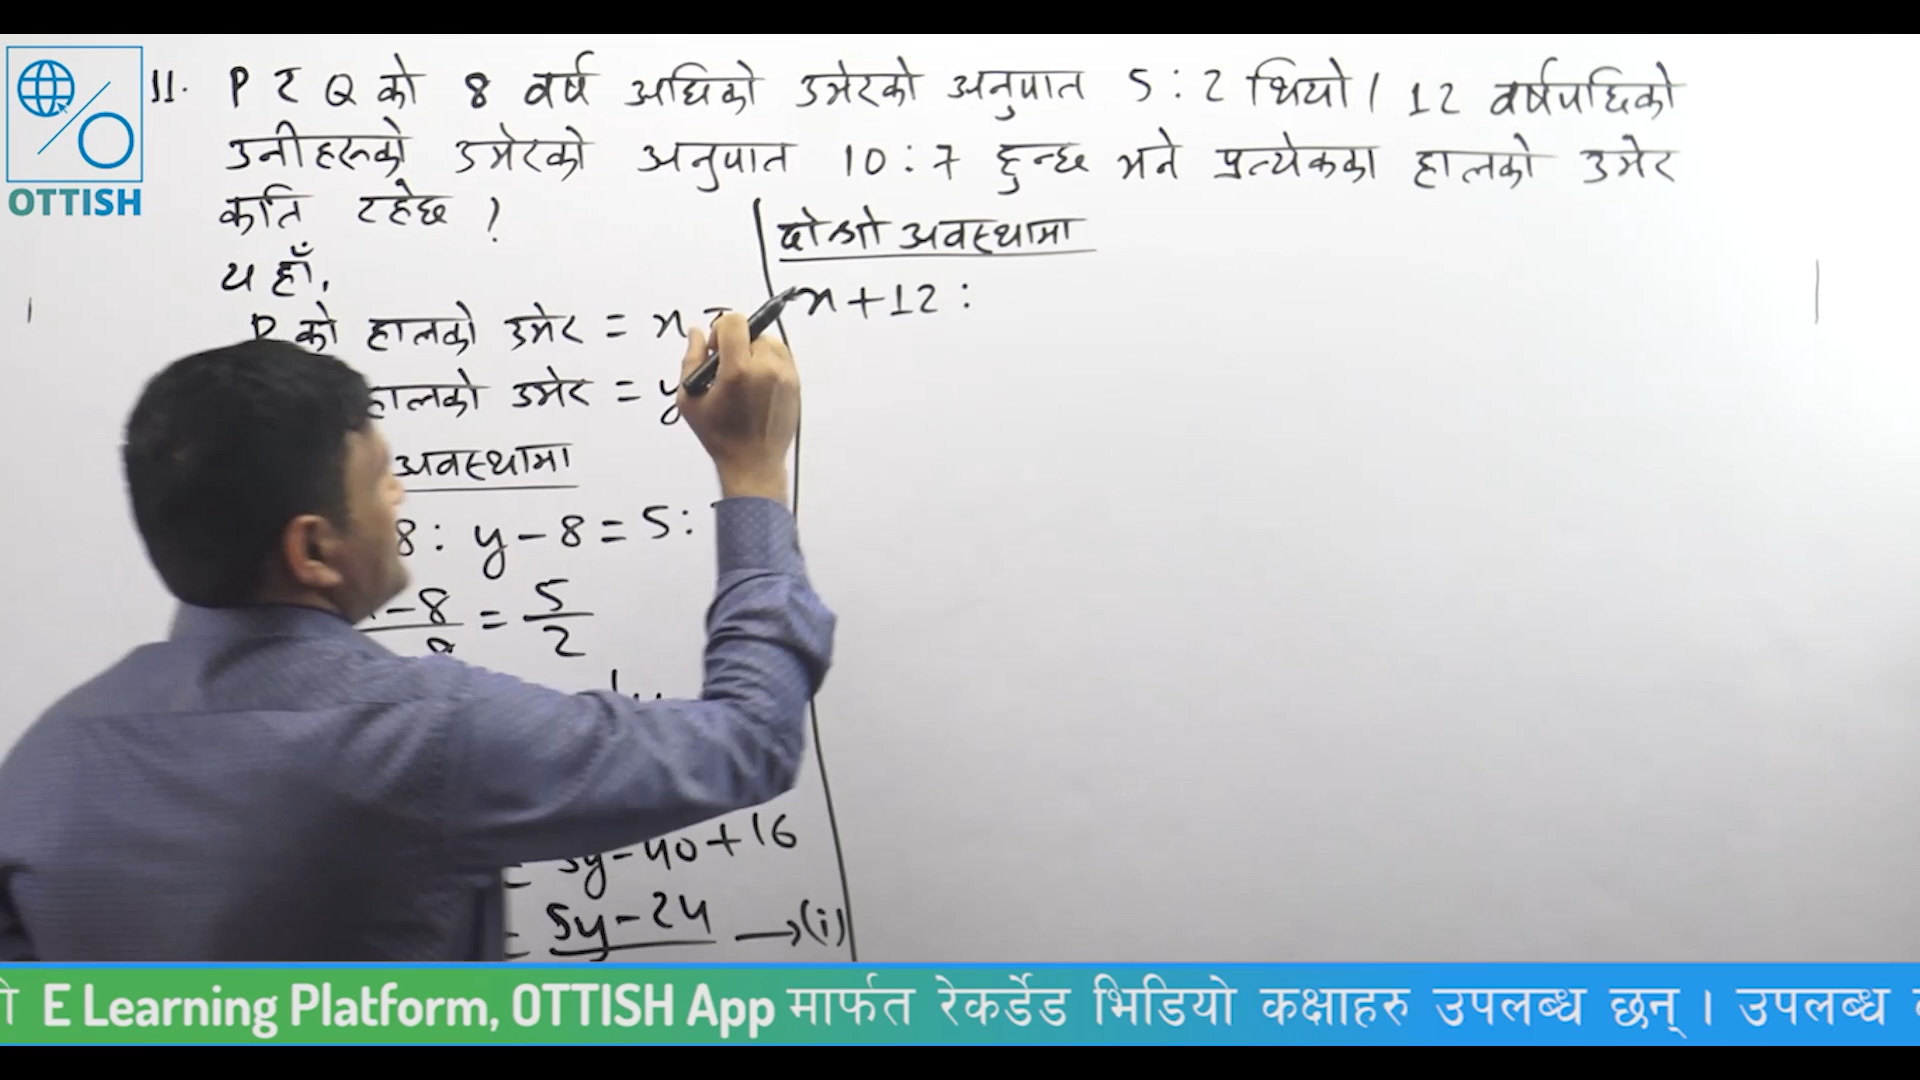 OTTISH
11. P र Q को 8 वर्ष अघिको उमेरको अनुपात 5 : 2 थियो। 12 वर्षपछिको
उनीहरूको उमेरको अनुपात 10 : 7 हुन्छ भने प्रत्येकका हालको उमेर
कति रहेछ ?
यहाँ,
P को हालको उमेर = x
हालको उमेर = y
अवस्थामा
8 : y - 8 = 5 :
-8 = 5
2
5y - 40 + 16
= 5y - 24 → (i)
दोश्रो अवस्थामा
x + 12 :
E Learning Platform, OTTISH App मार्फत रेकर्डेड भिडियो कक्षाहरु उपलब्ध छन् । उपलब्ध